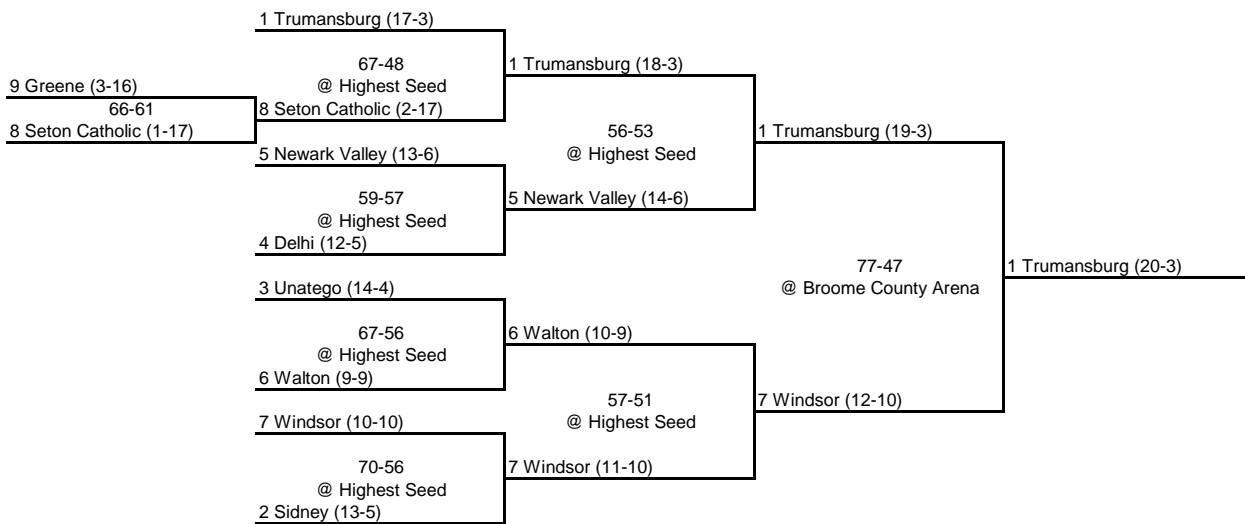 1 Trumansburg (17-3)
67-48
@ Highest Seed
1 Trumansburg (18-3)
9 Greene (3-16)
66-61
8 Seton Catholic (2-17)
8 Seton Catholic (1-17)
56-53
@ Highest Seed
1 Trumansburg (19-3)
5 Newark Valley (13-6)
59-57
@ Highest Seed
5 Newark Valley (14-6)
4 Delhi (12-5)
77-47
@ Broome County Arena
1 Trumansburg (20-3)
3 Unatego (14-4)
67-56
@ Highest Seed
6 Walton (10-9)
6 Walton (9-9)
57-51
@ Highest Seed
7 Windsor (12-10)
7 Windsor (10-10)
70-56
@ Highest Seed
7 Windsor (11-10)
2 Sidney (13-5)